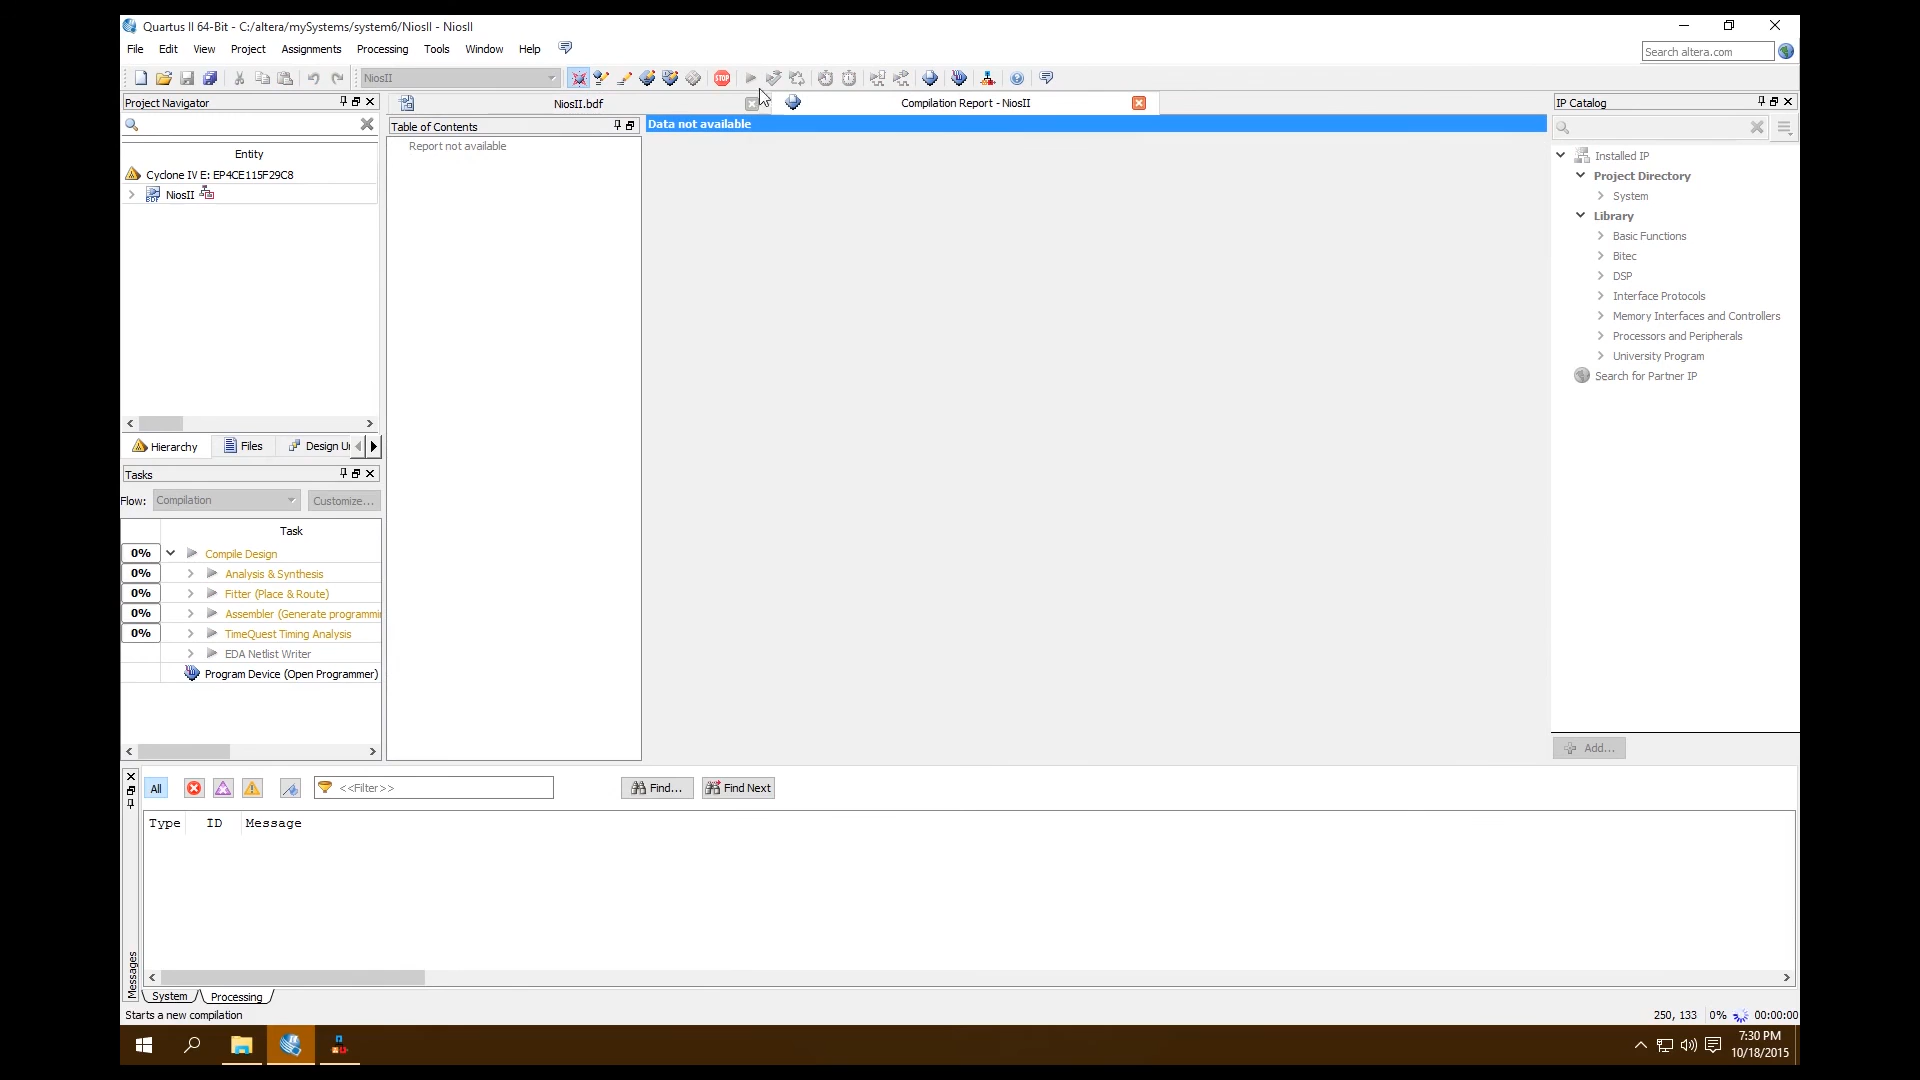 Quartus II 64-Bit - C:/altera/mySystems/system6/NiosII - NiosII
File Edit View Project Assignments Processing Tools Window Help
Search altera.com
NiosII
STOP
Project Navigator
NiosII.bdf
Compilation Report - NiosII
IP Catalog
Table of Contents
Data not available
Report not available
Entity
Cyclone IV E: EP4CE115F29C8
NiosII
Installed IP
Project Directory
System
Library
Basic Functions
Bitec
DSP
Interface Protocols
Memory Interfaces and Controllers
Processors and Peripherals
University Program
Search for Partner IP
Hierarchy Files Design Un
Tasks
Flow: Compilation Customize...
Task
0% Compile Design
0% Analysis & Synthesis
0% Fitter (Place & Route)
0% Assembler (Generate programmin
0% TimeQuest Timing Analysis
EDA Netlist Writer
Program Device (Open Programmer)
Add...
All <<Filter>> Find... Find Next
Type ID Message
Messages
System Processing
Starts a new compilation
250, 133 0% 00:00:00
7:30 PM
10/18/2015